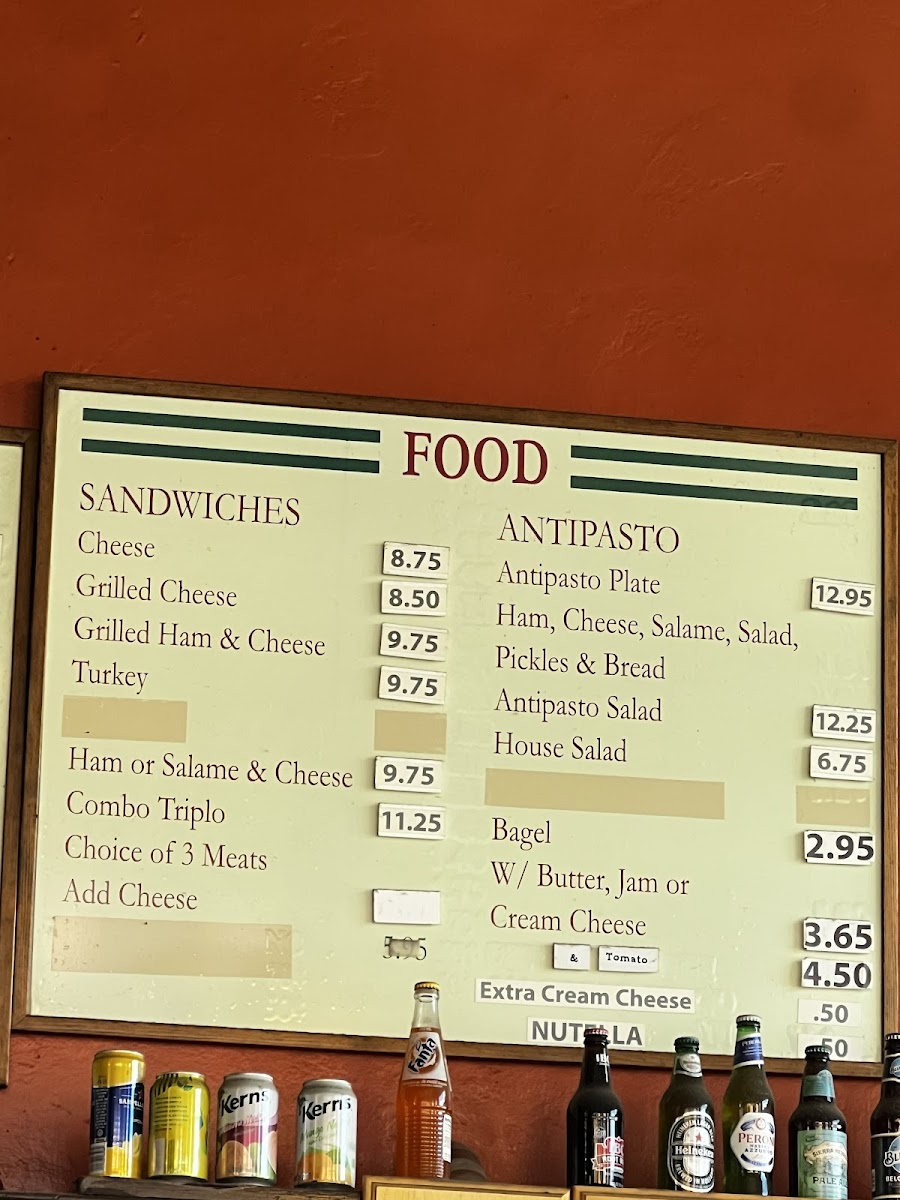 FOOD
SANDWICHES
Cheese 8.75
Grilled Cheese 8.50
Grilled Ham & Cheese 9.75
Turkey 9.75
Ham or Salame & Cheese 9.75
Combo Triplo 11.25
Choice of 3 Meats
Add Cheese
ANTIPASTO
Antipasto Plate 12.95
Ham, Cheese, Salame, Salad,
Pickles & Bread
Antipasto Salad 12.25
House Salad 6.75
Bagel 2.95
W/ Butter, Jam or
Cream Cheese 3.65
& Tomato 4.50
Extra Cream Cheese .50
NUTELLA .50
Kerns
Kerns
Fanta
Heineken
PERONI
PALE